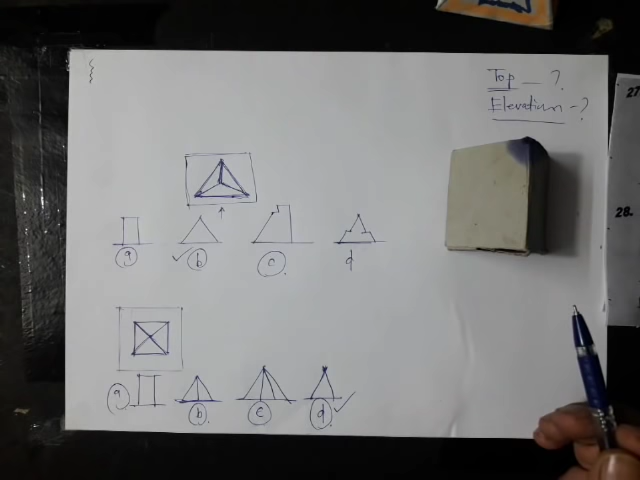 Top — ?
Elevation - ?
27
28.
a b c d
a b. c d